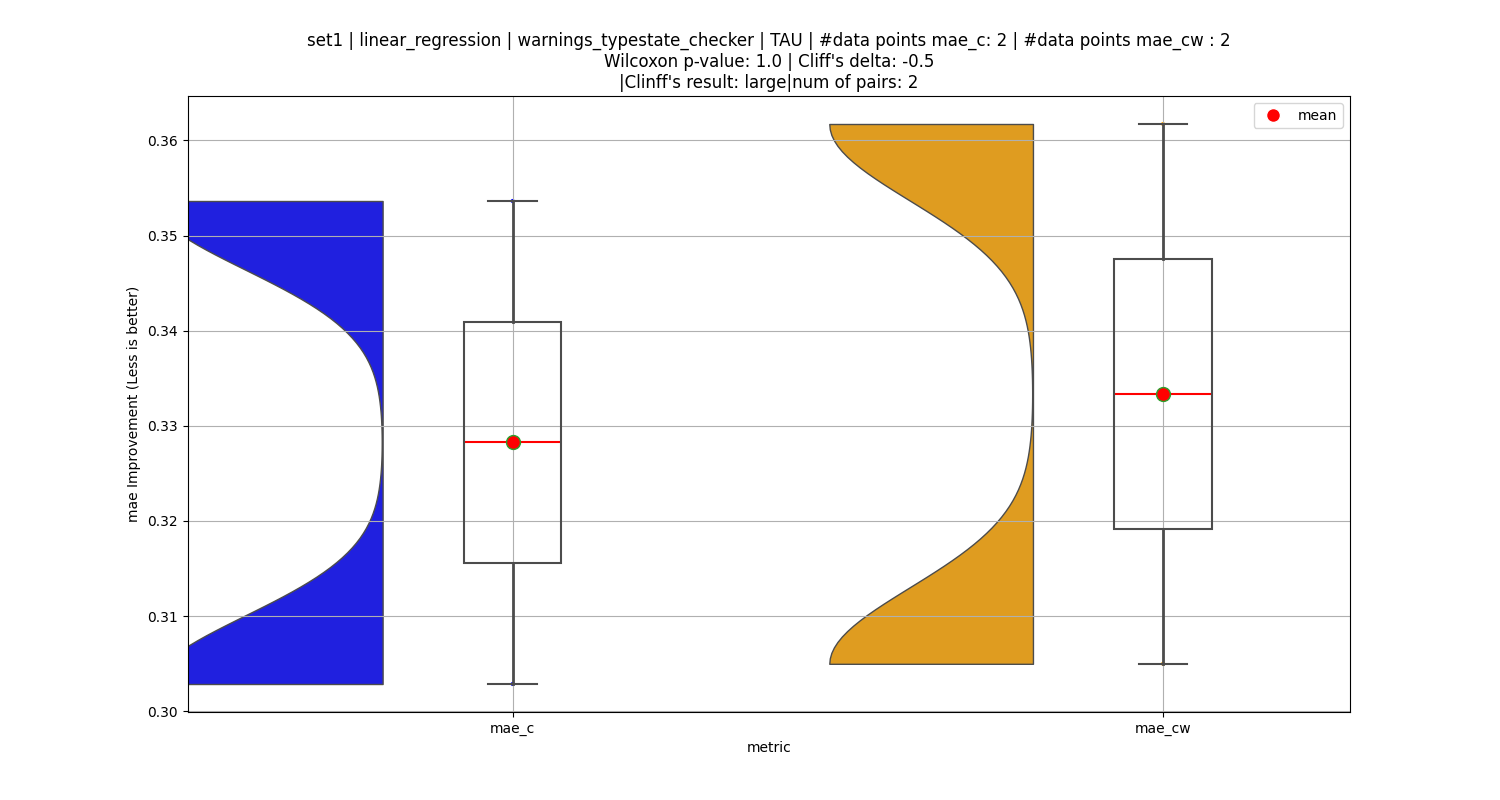 set1 | linear_regression | warnings_typestate_checker | TAU | #data points mae_c: 2 | #data points mae_cw : 2
Wilcoxon p-value: 1.0 | Cliff's delta: -0.5
|Clinff's result: large|num of pairs: 2
mean
mae Improvement (Less is better)
0.36
0.35
0.34
0.33
0.32
0.31
0.30
mae_c
mae_cw
metric